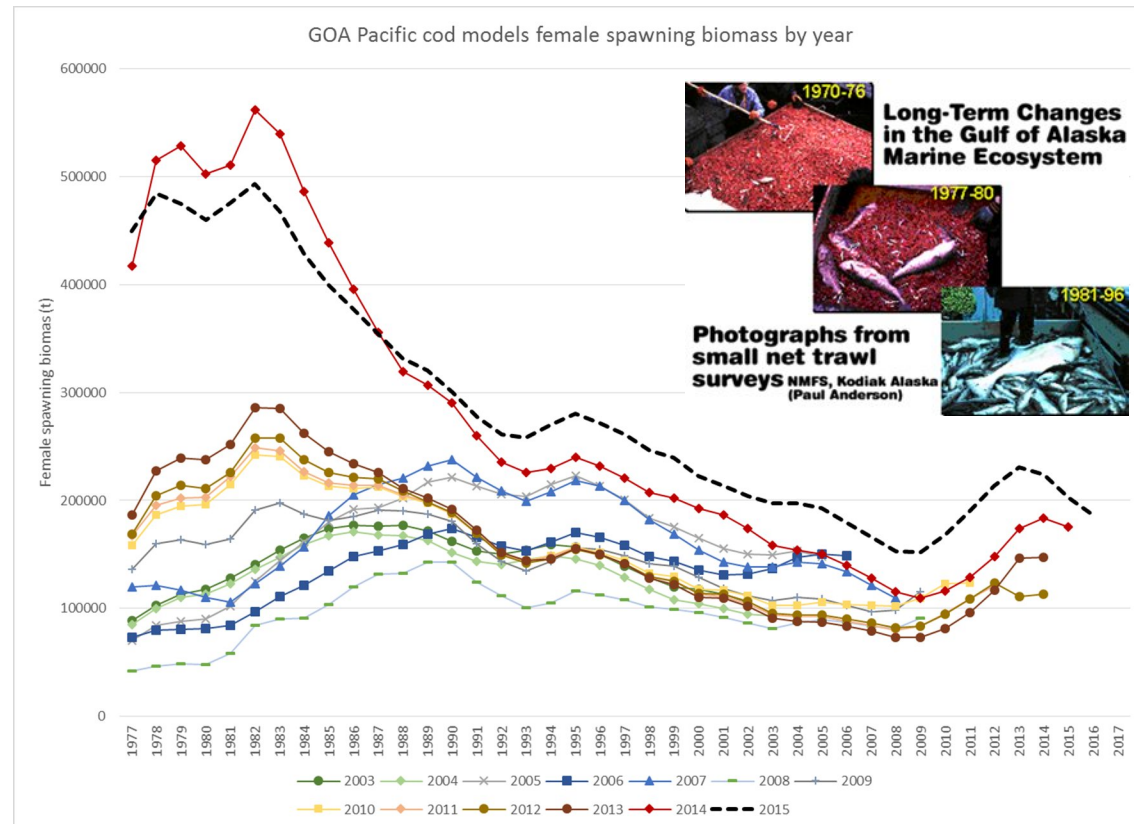 GOA Pacific cod models female spawning biomass by year
600000
500000
400000
300000
200000
100000
0
Female spawning biomas (t)
1970-76
Long-Term Changes
in the Gulf of Alaska
Marine Ecosystem
1977-80
1981-96
Photographs from
small net trawl
surveys NMFS, Kodiak Alaska
(Paul Anderson)
1977 1978 1979 1980 1981 1982 1983 1984 1985 1986 1987 1988 1989 1990 1991 1992 1993 1994 1995 1996 1997 1998 1999 2000 2001 2002 2003 2004 2005 2006 2007 2008 2009 2010 2011 2012 2013 2014 2015 2016 2017
2003 2004 2005 2006 2007 2008 2009
2010 2011 2012 2013 2014 2015